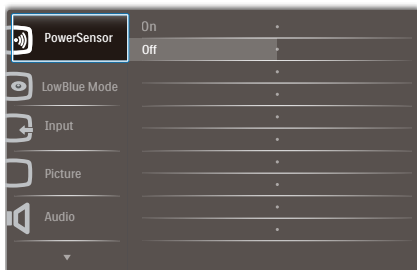 PowerSensor
On
Off
LowBlue Mode
Input
Picture
Audio